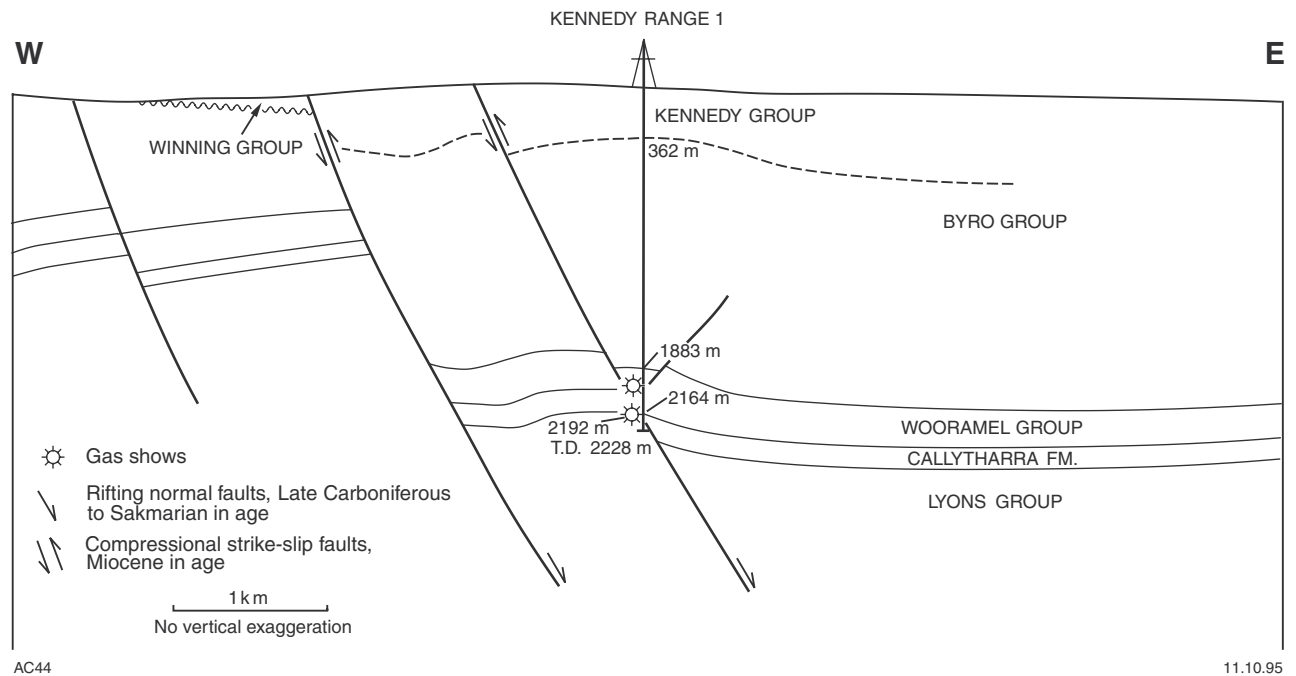 KENNEDY RANGE 1
W
E
KENNEDY GROUP
WINNING GROUP
362 m
BYRO GROUP
1883 m
2164 m
2192 m
T.D. 2228 m
WOORAMEL GROUP
CALLYTHARRA FM.
LYONS GROUP
Gas shows
Rifting normal faults, Late Carboniferous
to Sakmarian in age
Compressional strike-slip faults,
Miocene in age
1 km
No vertical exaggeration
AC44
11.10.95